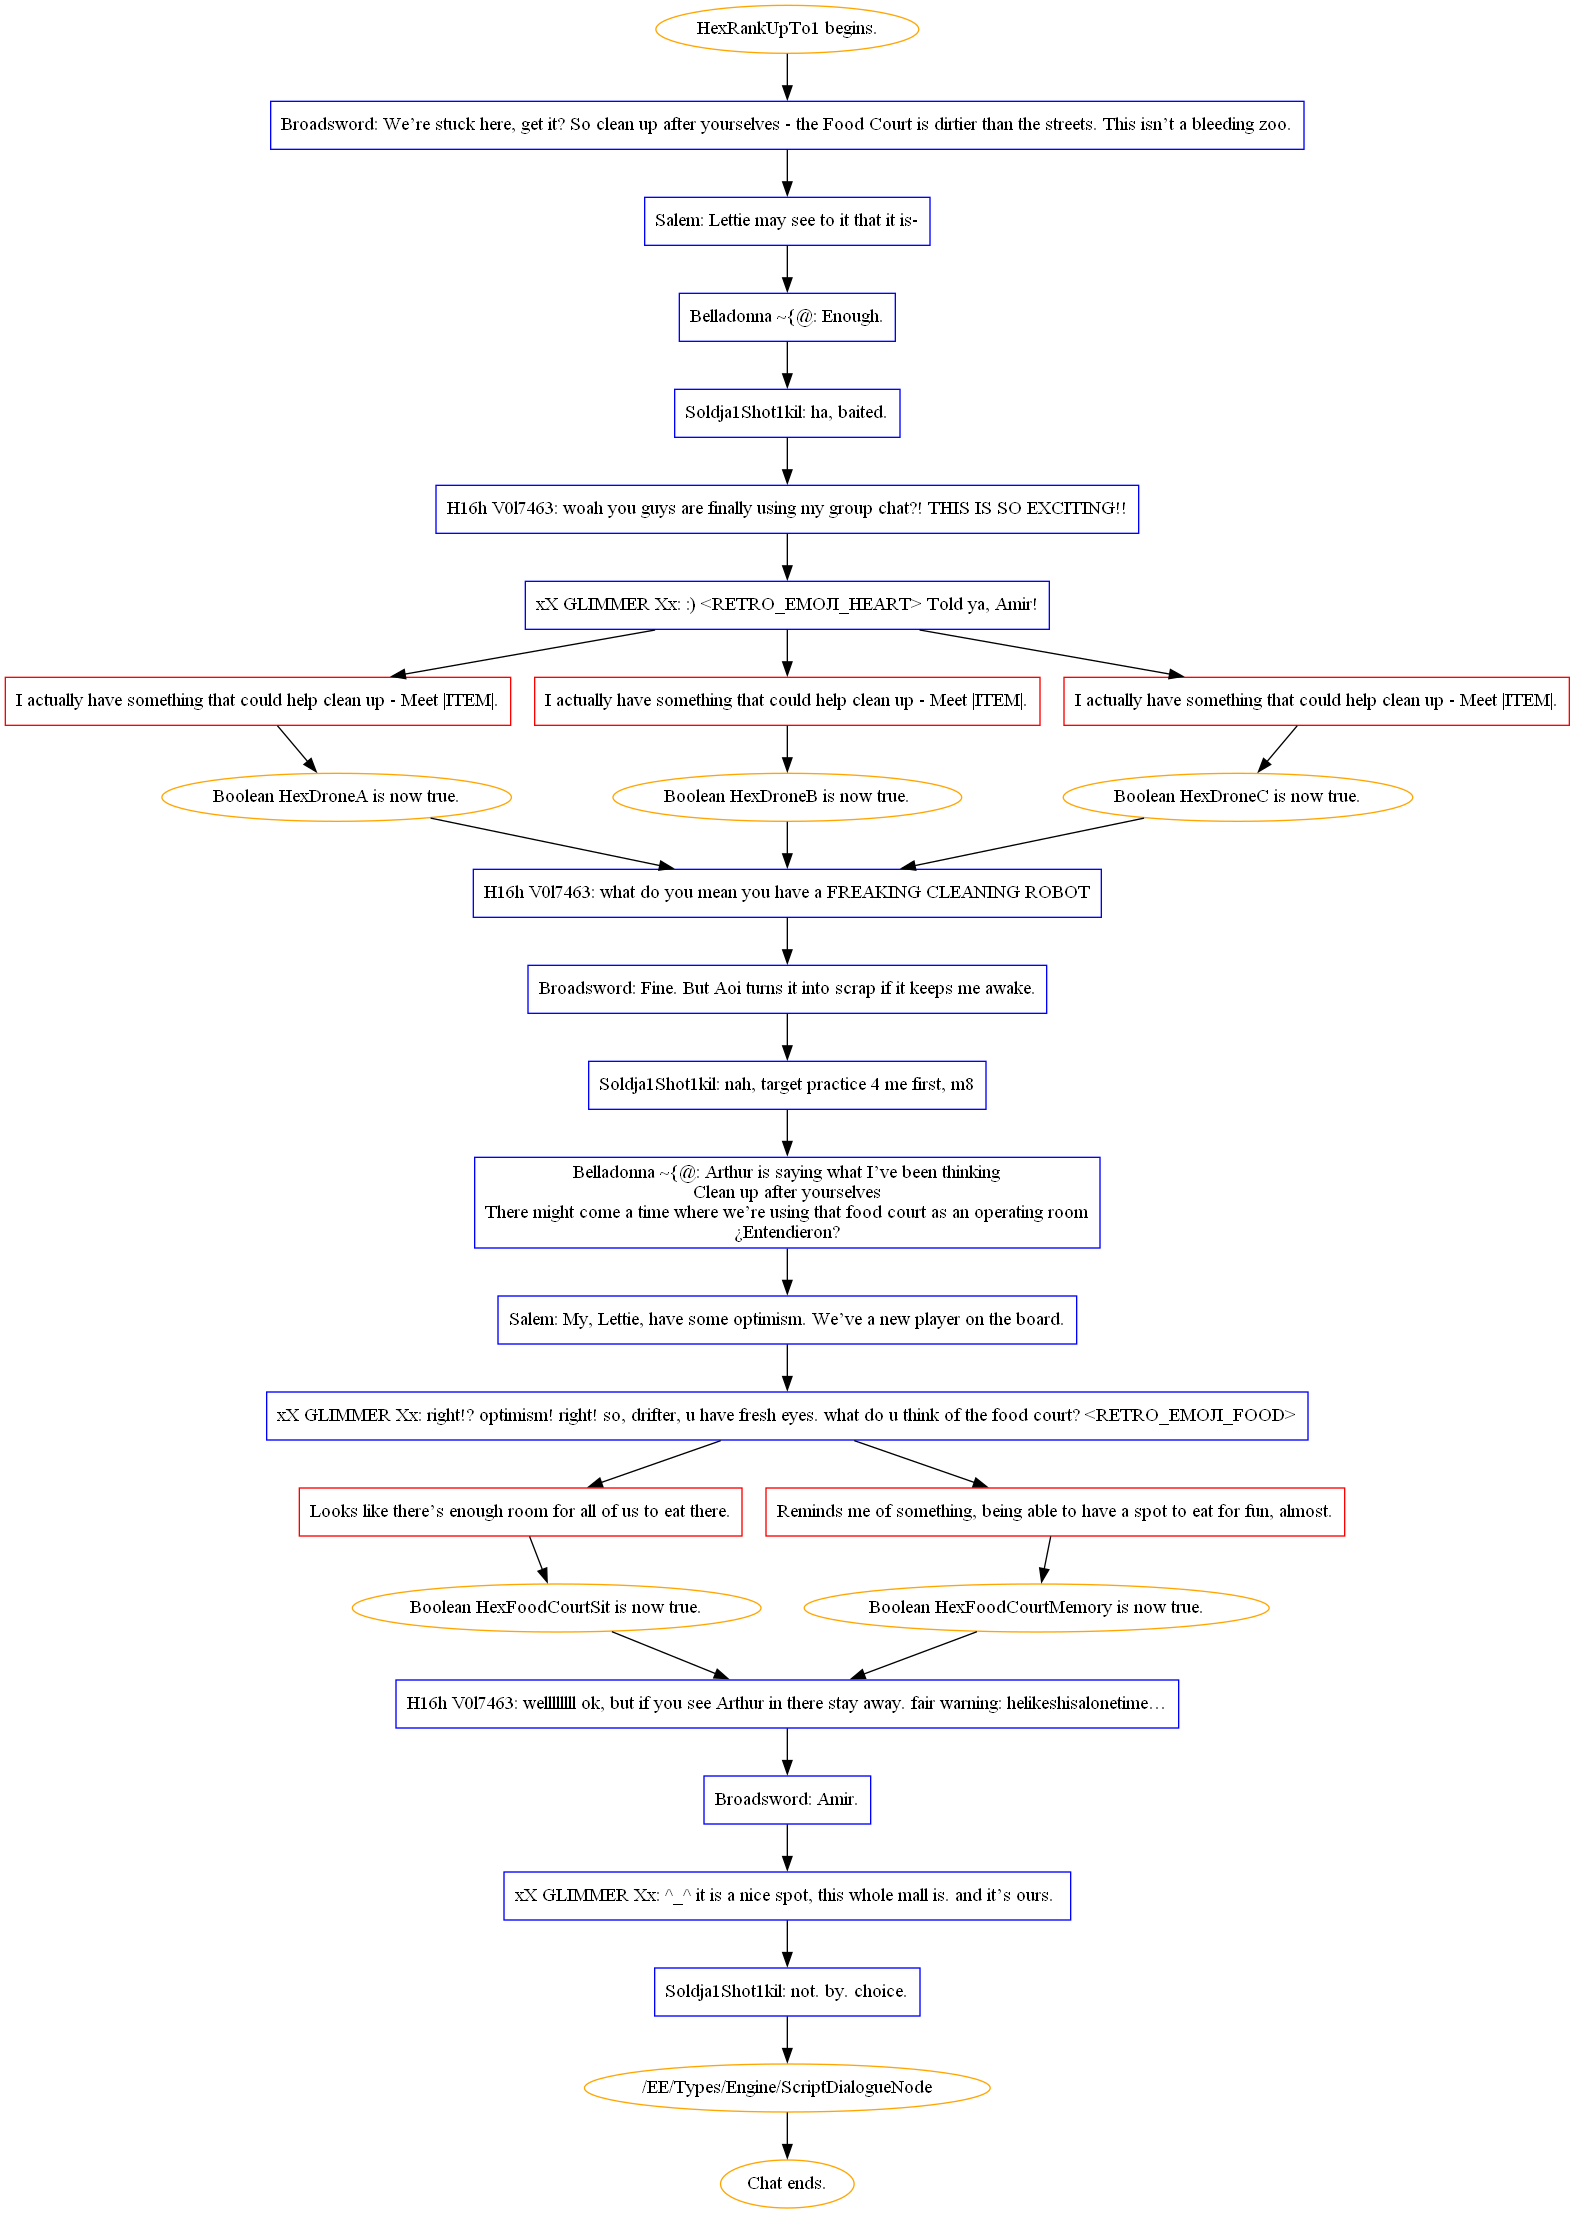 HexRankUpTo1 begins.
Broadsword: We’re stuck here, get it? So clean up after yourselves - the Food Court is dirtier than the streets. This isn’t a bleeding zoo.
Salem: Lettie may see to it that it is-
Belladonna ~{@: Enough.
Soldja1Shot1kil: ha, baited.
H16h V0l7463: woah you guys are finally using my group chat?! THIS IS SO EXCITING!!
xX GLIMMER Xx: :) <RETRO_EMOJI_HEART> Told ya, Amir!
I actually have something that could help clean up - Meet |ITEM|.
I actually have something that could help clean up - Meet |ITEM|.
I actually have something that could help clean up - Meet |ITEM|.
Boolean HexDroneA is now true.
Boolean HexDroneB is now true.
Boolean HexDroneC is now true.
H16h V0l7463: what do you mean you have a FREAKING CLEANING ROBOT
Broadsword: Fine. But Aoi turns it into scrap if it keeps me awake.
Soldja1Shot1kil: nah, target practice 4 me first, m8
Belladonna ~{@: Arthur is saying what I’ve been thinking
Clean up after yourselves
There might come a time where we’re using that food court as an operating room
¿Entendieron?
Salem: My, Lettie, have some optimism. We’ve a new player on the board.
xX GLIMMER Xx: right!? optimism! right! so, drifter, u have fresh eyes. what do u think of the food court? <RETRO_EMOJI_FOOD>
Looks like there’s enough room for all of us to eat there.
Reminds me of something, being able to have a spot to eat for fun, almost.
Boolean HexFoodCourtSit is now true.
Boolean HexFoodCourtMemory is now true.
H16h V0l7463: wellllllll ok, but if you see Arthur in there stay away. fair warning: helikeshisalonetime…
Broadsword: Amir.
xX GLIMMER Xx: ^_^ it is a nice spot, this whole mall is. and it’s ours.
Soldja1Shot1kil: not. by. choice.
/EE/Types/Engine/ScriptDialogueNode
Chat ends.